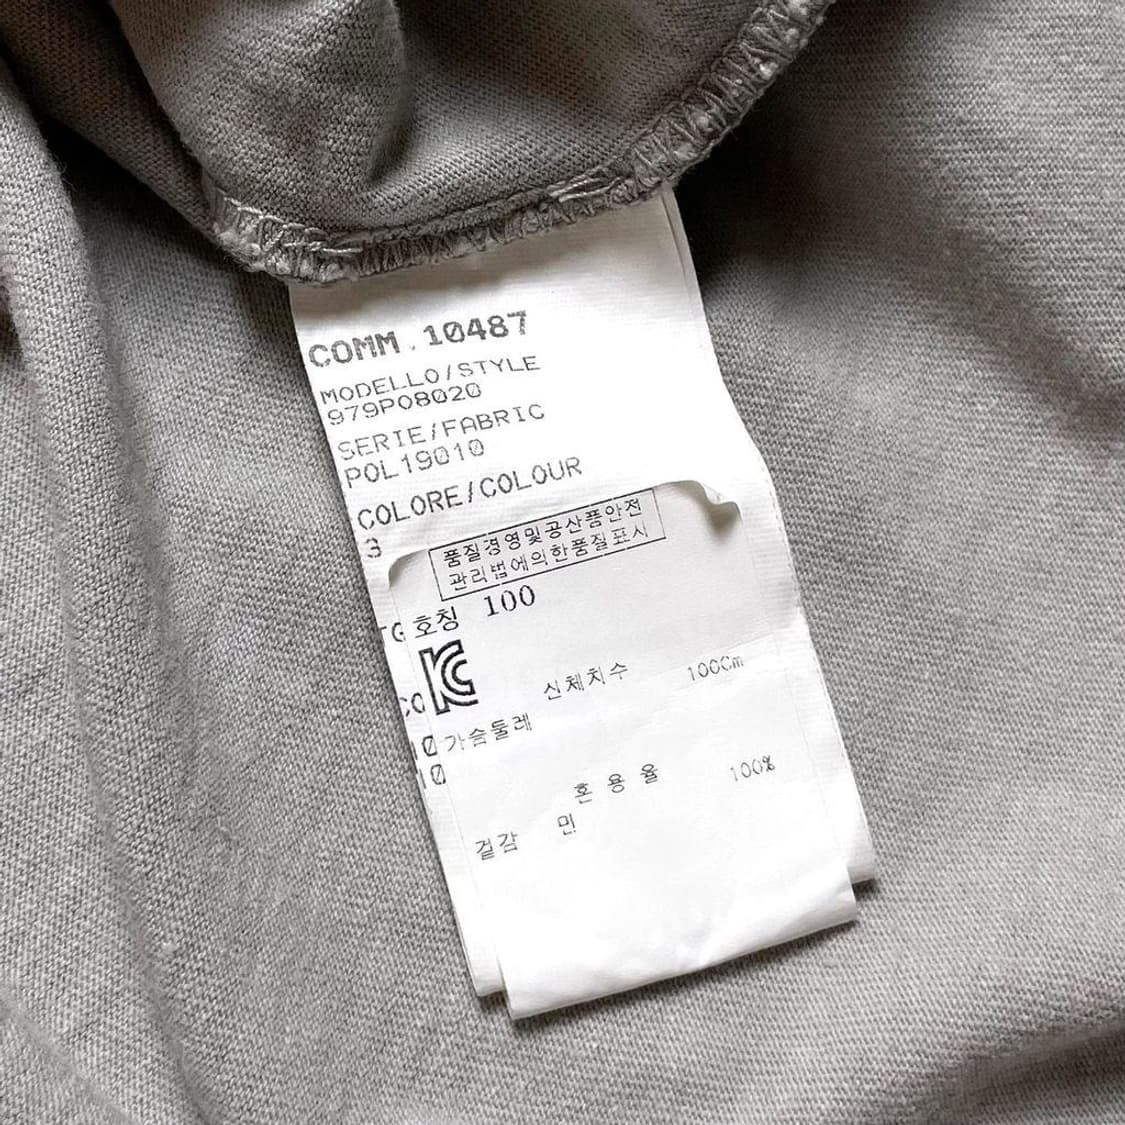 COMM.10487
MODELLO/STYLE
979P08020
SERIE/FABRIC
POL19010
COLORE/COLOUR
3
품질경영및공산품안전
관리법에의한품질표시
호칭 100
신체치수 100Cm
가슴둘레
혼용율 100%
겉감 면